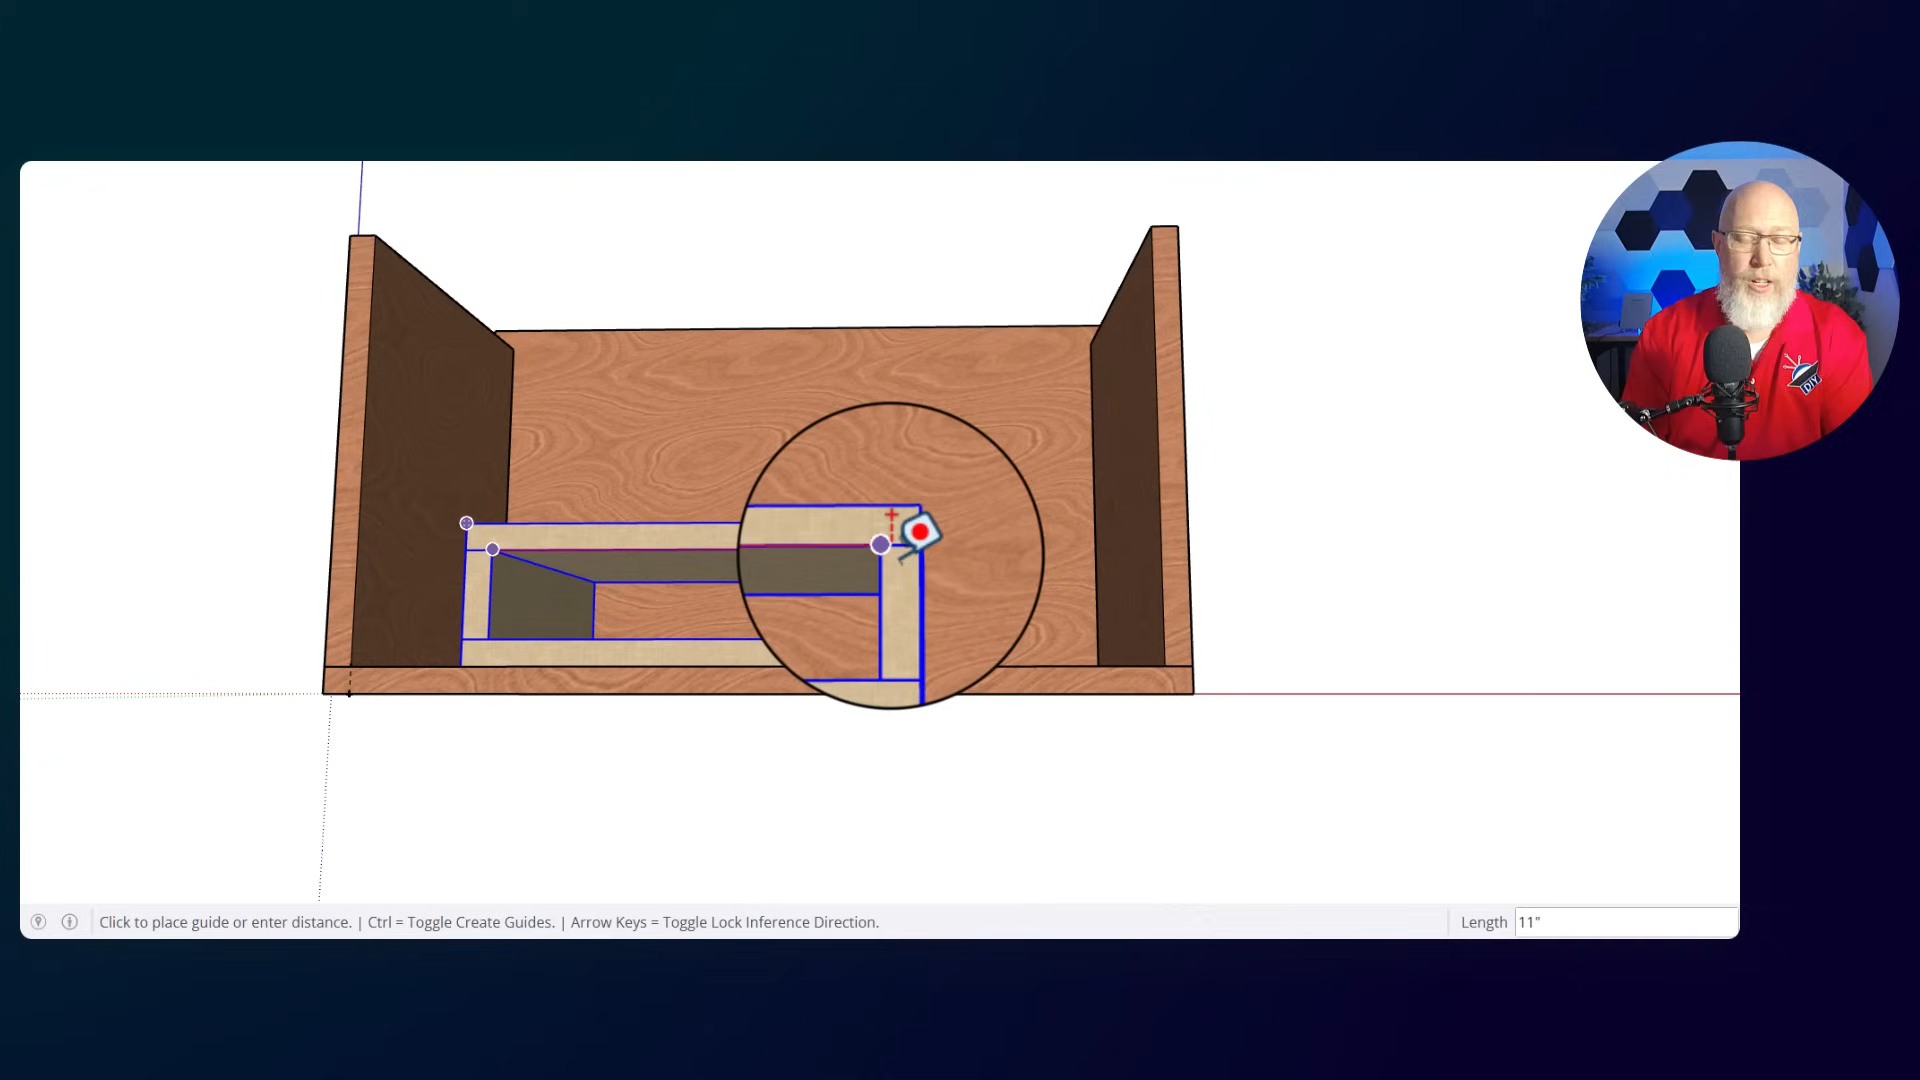 DIY
Click to place guide or enter distance. | Ctrl = Toggle Create Guides. | Arrow Keys = Toggle Lock Inference Direction.
Length 11"